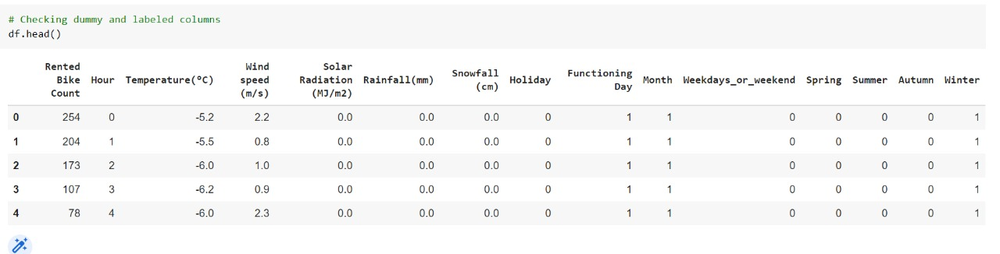 # Checking dummy and labeled columns
df.head()
Rented Bike Count Hour Temperature(°C) Wind speed (m/s) Solar Radiation (MJ/m2) Rainfall(mm) Snowfall (cm) Holiday Functioning Day Month Weekdays_or_weekend Spring Summer Autumn Winter
0 254 0 -5.2 2.2 0.0 0.0 0.0 0 1 1 0 0 0 0 1
1 204 1 -5.5 0.8 0.0 0.0 0.0 0 1 1 0 0 0 0 1
2 173 2 -6.0 1.0 0.0 0.0 0.0 0 1 1 0 0 0 0 1
3 107 3 -6.2 0.9 0.0 0.0 0.0 0 1 1 0 0 0 0 1
4 78 4 -6.0 2.3 0.0 0.0 0.0 0 1 1 0 0 0 0 1